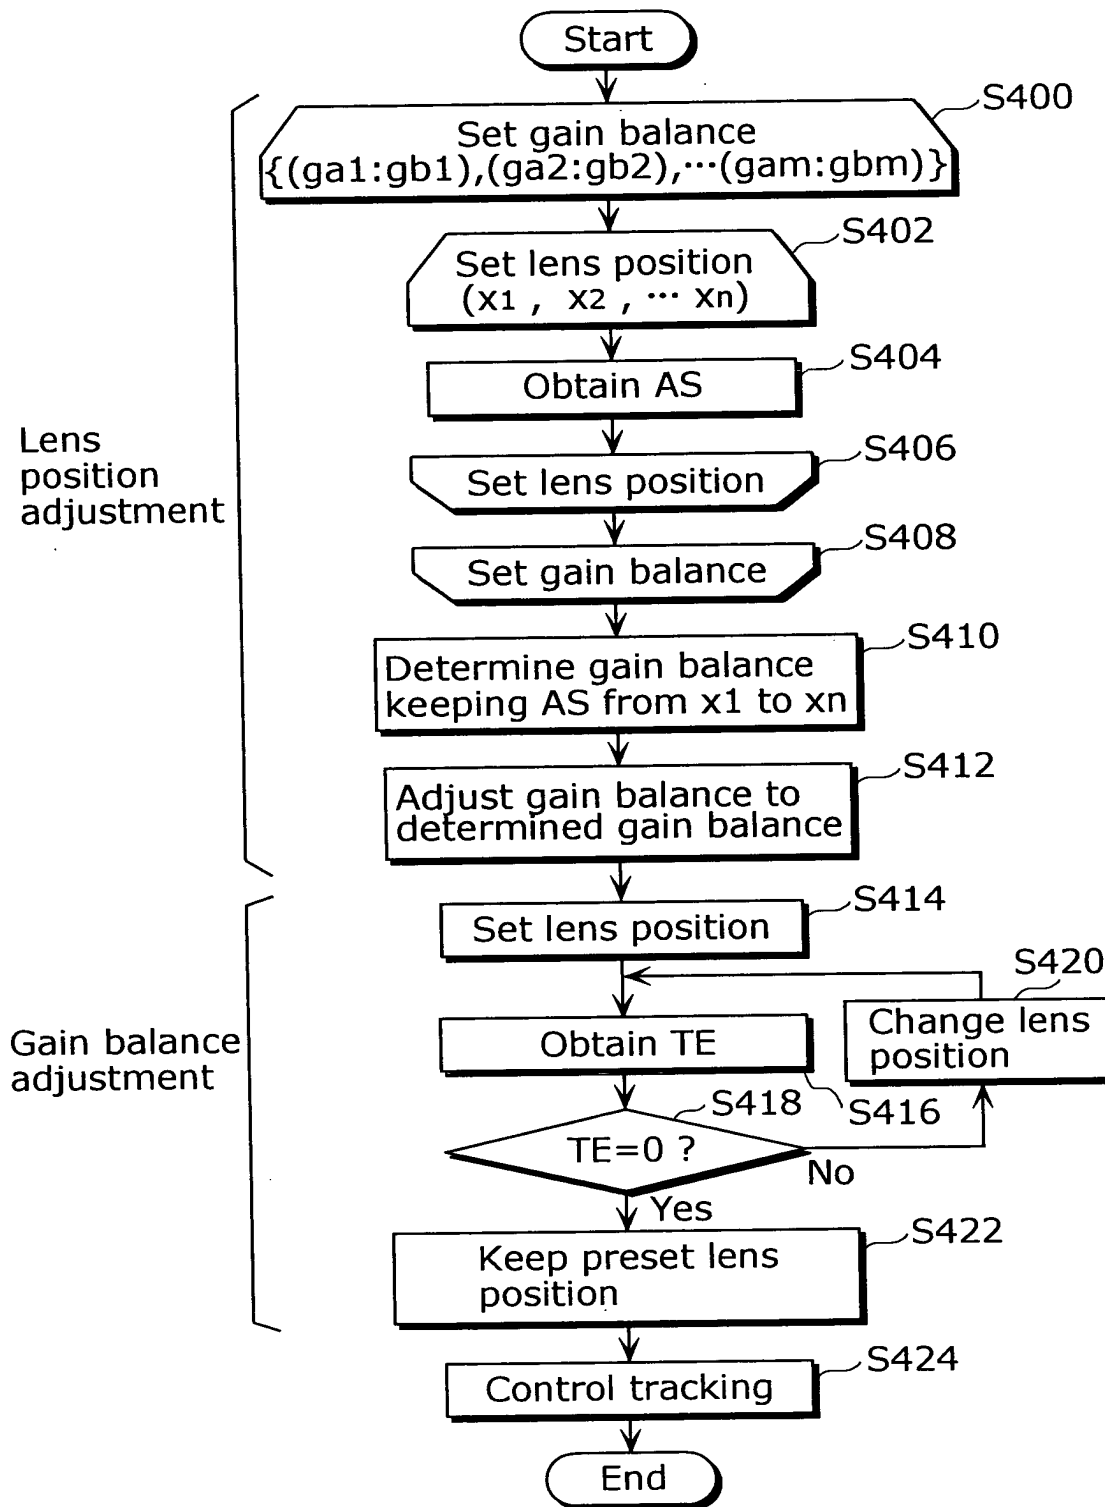 Start
S400
Set gain balance
{(ga1:gb1),(ga2:gb2),···(gam:gbm)}
S402
Set lens position
(x1 , x2 , ··· xn)
S404
Obtain AS
Lens
position
adjustment
S406
Set lens position
S408
Set gain balance
S410
Determine gain balance
keeping AS from x1 to xn
S412
Adjust gain balance to
determined gain balance
S414
Set lens position
S420
Change lens
position
Gain balance
adjustment
Obtain TE
S416
S418
TE=0 ?
No
Yes
S422
Keep preset lens
position
S424
Control tracking
End